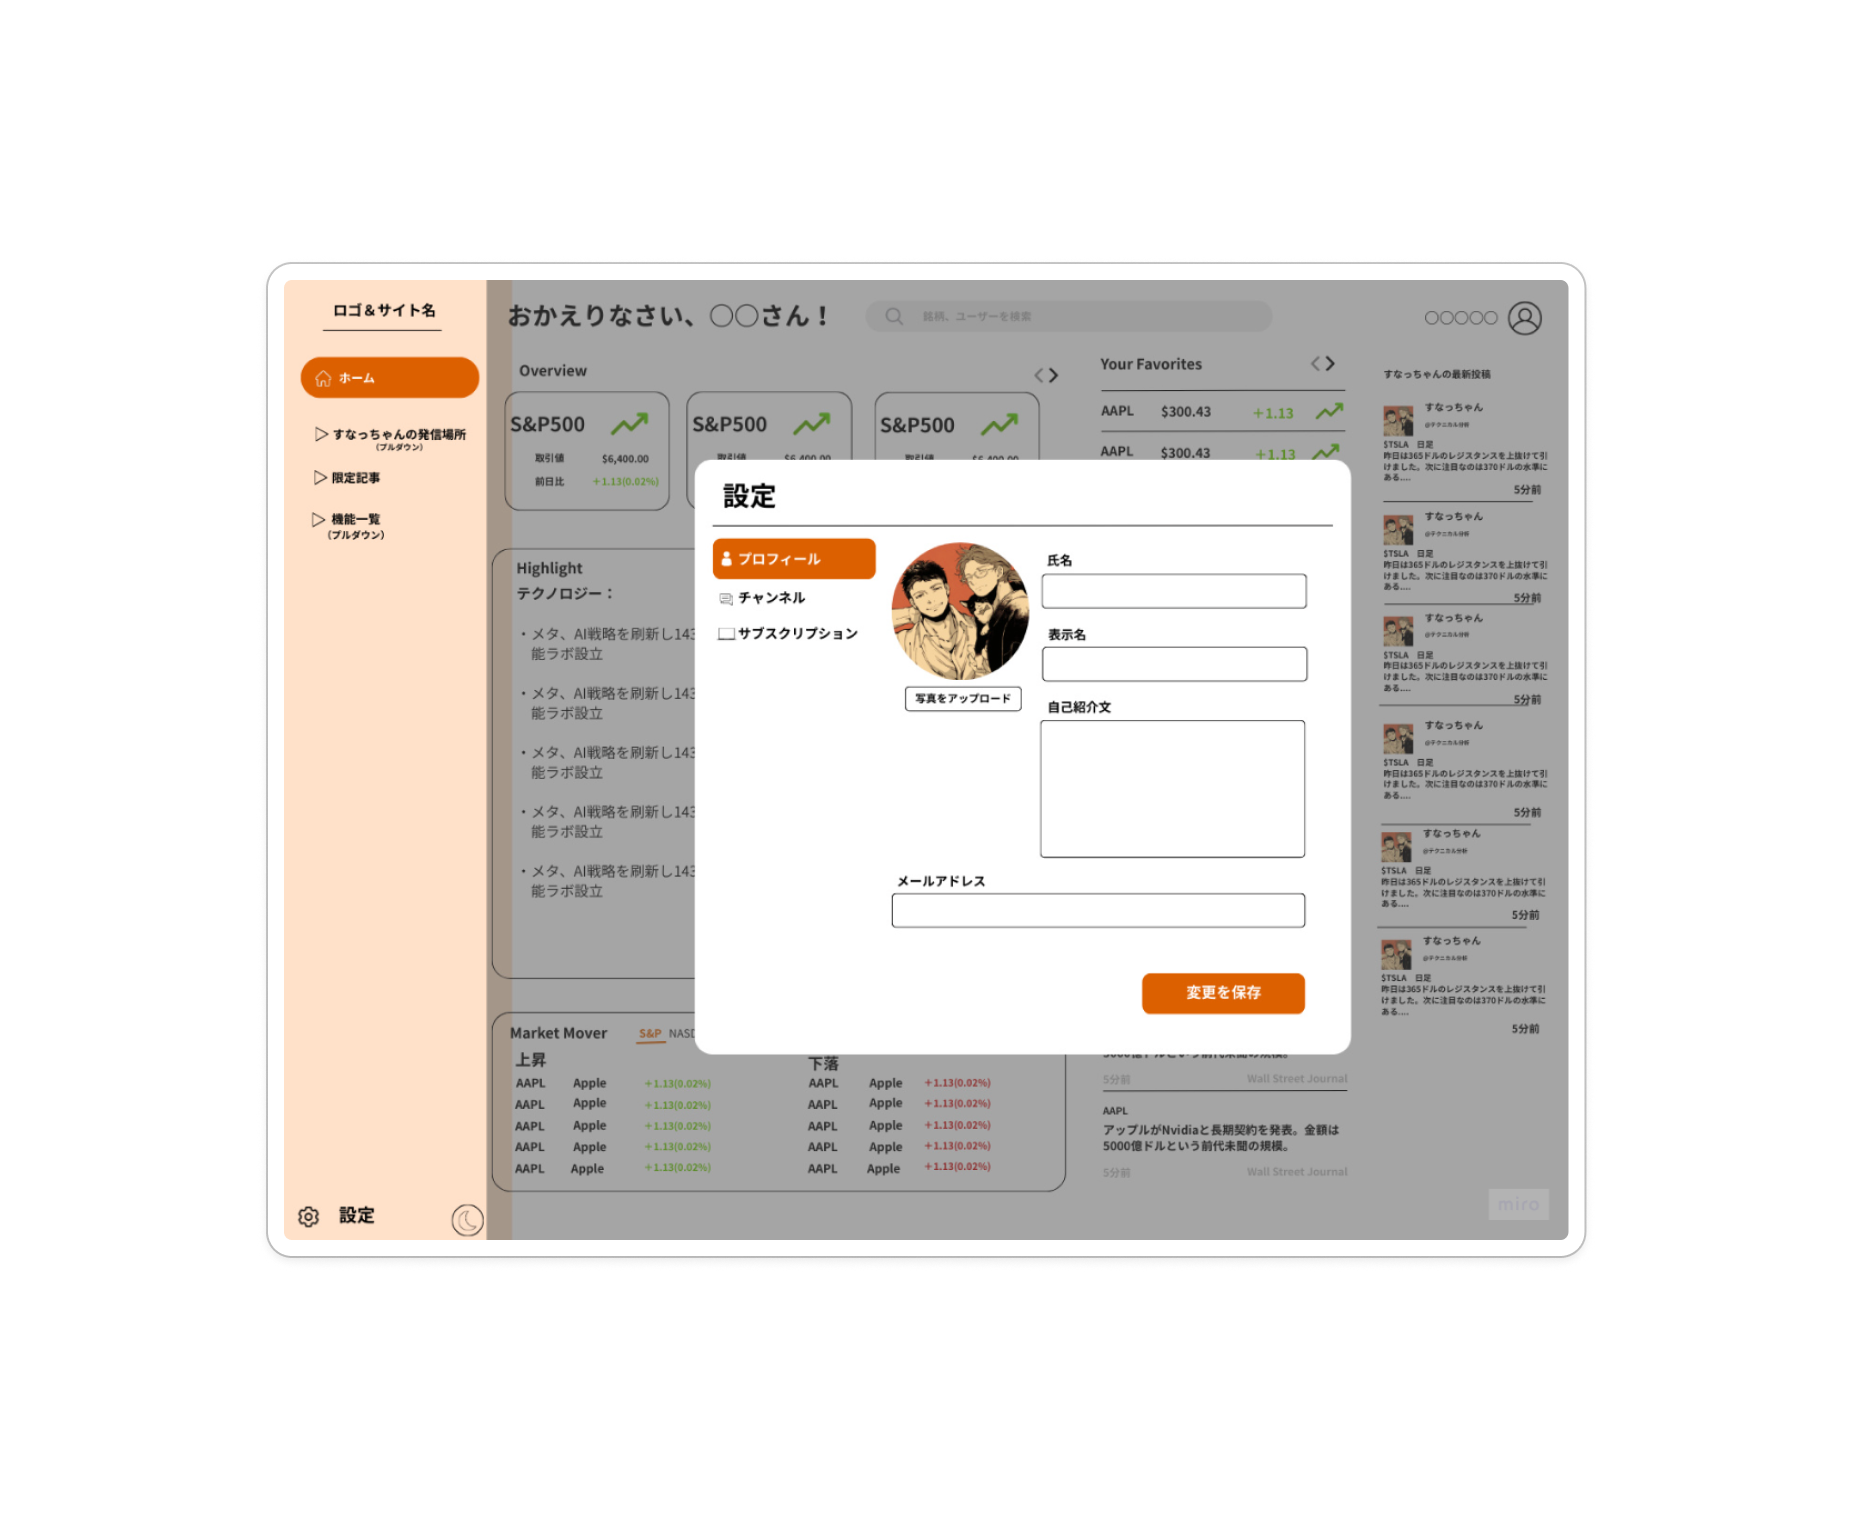 ロゴ＆サイト名
ホーム
すなっちゃんの発信場所
（プルダウン）
限定記事
機能一覧
（プルダウン）
設定
おかえりなさい、〇〇さん！
銘柄、ユーザーを検索
〇〇〇〇〇
Overview
S&P500
取引値 $6,400.00
前日比 +1.13(0.02%)
S&P500
取引値 $6,400.00
S&P500
取引値 $6,400.00
Your Favorites
AAPL $300.43 +1.13
AAPL $300.43 +1.13
Highlight
テクノロジー：
・メタ、AI戦略を刷新し143
能ラボ設立
・メタ、AI戦略を刷新し143
能ラボ設立
・メタ、AI戦略を刷新し143
能ラボ設立
・メタ、AI戦略を刷新し143
能ラボ設立
・メタ、AI戦略を刷新し143
能ラボ設立
設定
プロフィール
チャンネル
サブスクリプション
写真をアップロード
氏名
表示名
自己紹介文
メールアドレス
変更を保存
Market Mover S&P NASD
上昇
AAPL Apple +1.13(0.02%)
AAPL Apple +1.13(0.02%)
AAPL Apple +1.13(0.02%)
AAPL Apple +1.13(0.02%)
AAPL Apple +1.13(0.02%)
下落
AAPL Apple +1.13(0.02%)
AAPL Apple +1.13(0.02%)
AAPL Apple +1.13(0.02%)
AAPL Apple +1.13(0.02%)
AAPL Apple +1.13(0.02%)
5000億ドルという前代未聞の規模。
5分前 Wall Street Journal
AAPL
アップルがNvidiaと長期契約を発表。金額は
5000億ドルという前代未聞の規模。
5分前 Wall Street Journal
すなっちゃんの最新投稿
すなっちゃん
@テクニカル分析
$TSLA 日足
昨日は365ドルのレジスタンスを上抜けて引
けました。次に注目なのは370ドルの水準に
ある....
5分前
すなっちゃん
@テクニカル分析
$TSLA 日足
昨日は365ドルのレジスタンスを上抜けて引
けました。次に注目なのは370ドルの水準に
ある....
5分前
すなっちゃん
@テクニカル分析
$TSLA 日足
昨日は365ドルのレジスタンスを上抜けて引
けました。次に注目なのは370ドルの水準に
ある....
5分前
すなっちゃん
@テクニカル分析
$TSLA 日足
昨日は365ドルのレジスタンスを上抜けて引
けました。次に注目なのは370ドルの水準に
ある....
5分前
すなっちゃん
@テクニカル分析
$TSLA 日足
昨日は365ドルのレジスタンスを上抜けて引
けました。次に注目なのは370ドルの水準に
ある....
5分前
すなっちゃん
@テクニカル分析
$TSLA 日足
昨日は365ドルのレジスタンスを上抜けて引
けました。次に注目なのは370ドルの水準に
ある....
5分前
miro